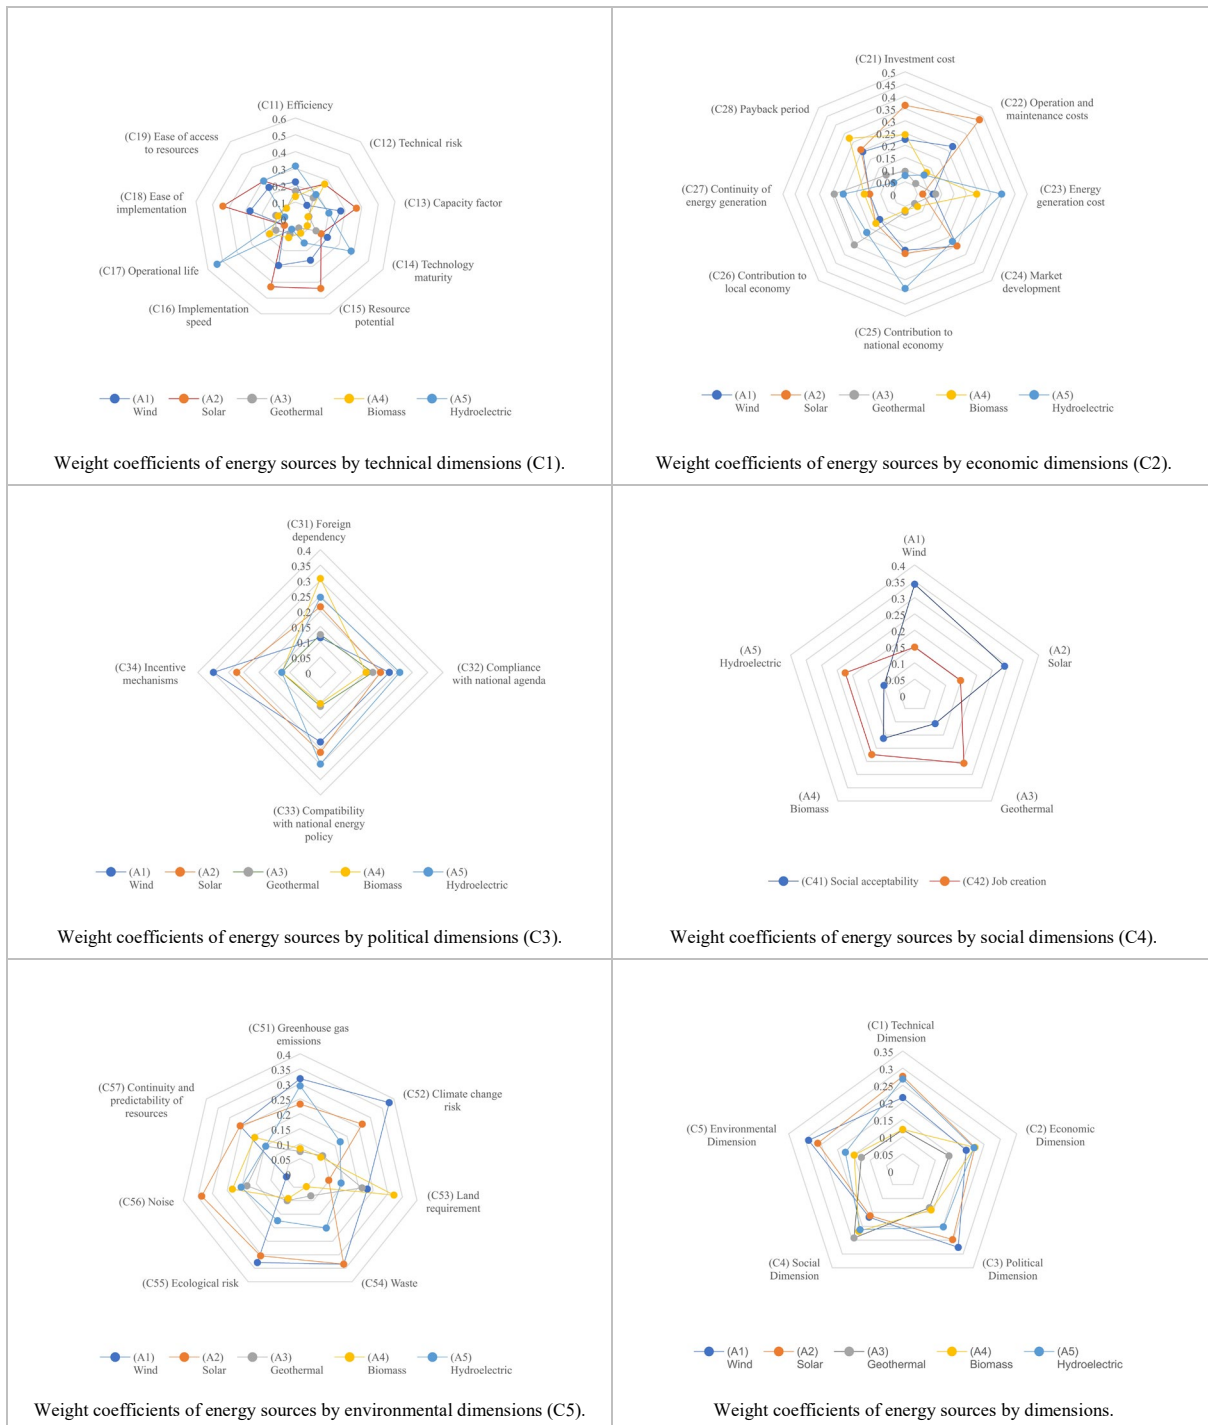 (C11) Efficiency
0.6
0.5
0.4
0.3
0.2
0.1
0
(C12) Technical risk
(C13) Capacity factor
(C14) Technology
maturity
(C15) Resource
potential
(C16) Implementation
speed
(C17) Operational life
(C18) Ease of
implementation
(C19) Ease of access
to resources
(A1)
Wind
(A2)
Solar
(A3)
Geothermal
(A4)
Biomass
(A5)
Hydroelectric
Weight coefficients of energy sources by technical dimensions (C1).
(C21) Investment cost
0.5
0.45
0.4
0.35
0.3
0.25
0.2
0.15
0.1
0.05
0
(C22) Operation and
maintenance costs
(C23) Energy
generation cost
(C24) Market
development
(C25) Contribution to
national economy
(C26) Contribution to
local economy
(C27) Continuity of
energy generation
(C28) Payback period
(A1)
Wind
(A2)
Solar
(A3)
Geothermal
(A4)
Biomass
(A5)
Hydroelectric
Weight coefficients of energy sources by economic dimensions (C2).
(C31) Foreign
dependency
0.4
0.35
0.3
0.25
0.2
0.15
0.1
0.05
0
(C32) Compliance
with national agenda
(C33) Compatibility
with national energy
policy
(C34) Incentive
mechanisms
(A1)
Wind
(A2)
Solar
(A3)
Geothermal
(A4)
Biomass
(A5)
Hydroelectric
Weight coefficients of energy sources by political dimensions (C3).
(A1)
Wind
0.4
0.35
0.3
0.25
0.2
0.15
0.1
0.05
0
(A2)
Solar
(A3)
Geothermal
(A4)
Biomass
(A5)
Hydroelectric
(C41) Social acceptability
(C42) Job creation
Weight coefficients of energy sources by social dimensions (C4).
(C51) Greenhouse gas
emissions
0.4
0.35
0.3
0.25
0.2
0.15
0.1
0.05
0
(C52) Climate change
risk
(C53) Land
requirement
(C54) Waste
(C55) Ecological risk
(C56) Noise
(C57) Continuity and
predictability of
resources
(A1)
Wind
(A2)
Solar
(A3)
Geothermal
(A4)
Biomass
(A5)
Hydroelectric
Weight coefficients of energy sources by environmental dimensions (C5).
(C1) Technical
Dimension
0.35
0.3
0.25
0.2
0.15
0.1
0.05
0
(C2) Economic
Dimension
(C3) Political
Dimension
(C4) Social
Dimension
(C5) Environmental
Dimension
(A1)
Wind
(A2)
Solar
(A3)
Geothermal
(A4)
Biomass
(A5)
Hydroelectric
Weight coefficients of energy sources by dimensions.